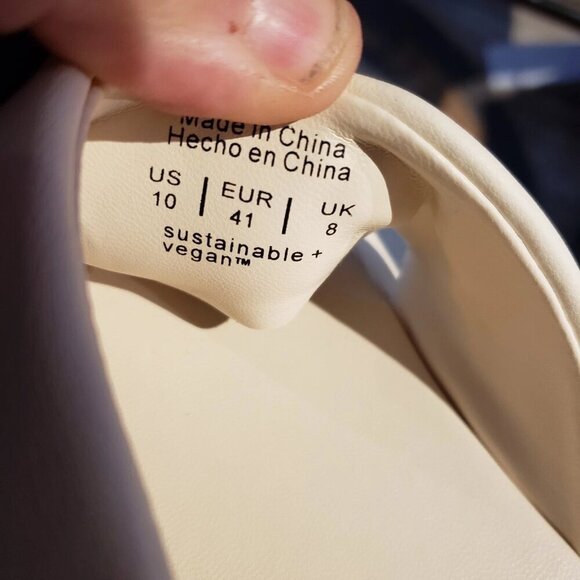 Made in China
Hecho en China
US | EUR | UK
10 41 8
sustainable +
vegan™